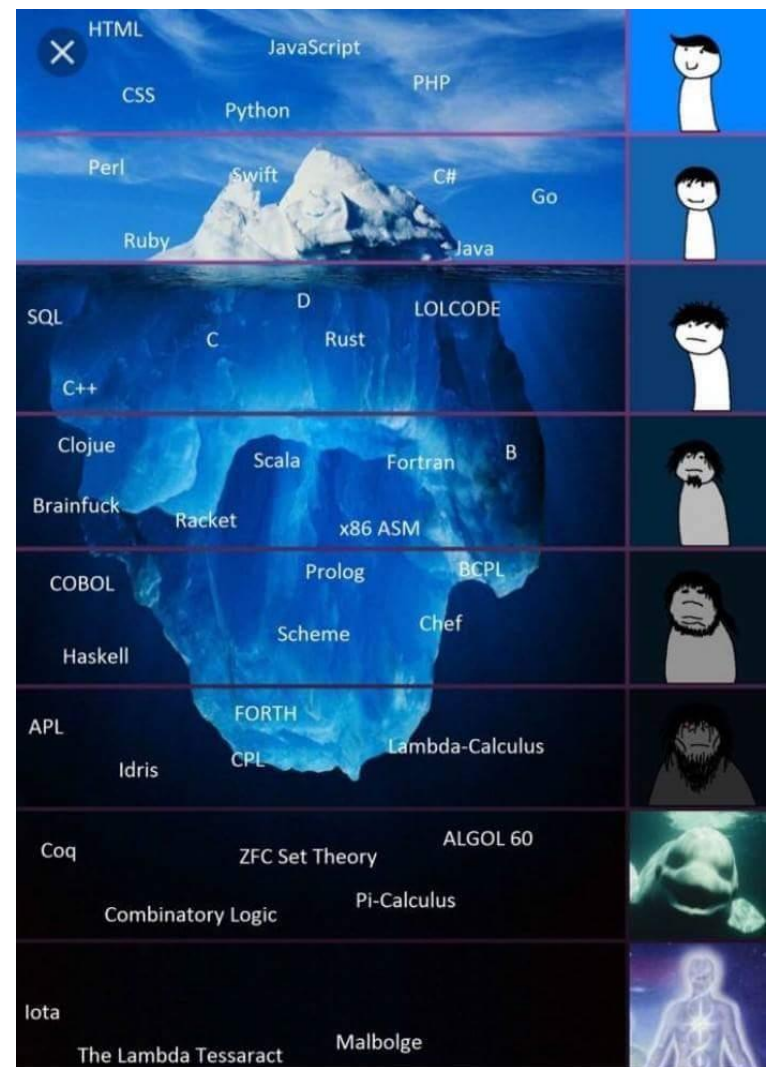 HTML
JavaScript
PHP
CSS
Python
Perl
Swift
C#
Go
Ruby
Java
D
LOLCODE
SQL
C
Rust
C++
Clojue
Scala
Fortran
B
Brainfuck
Racket
x86 ASM
COBOL
Prolog
BCPL
Scheme
Chef
Haskell
FORTH
APL
Lambda-Calculus
CPL
Idris
ALGOL 60
Coq
ZFC Set Theory
Pi-Calculus
Combinatory Logic
Iota
Malbolge
The Lambda Tessaract